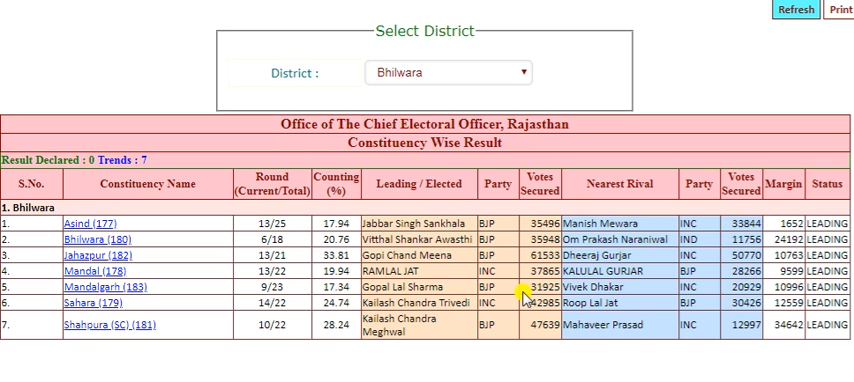 Refresh Print
Select District
District : Bhilwara
Office of The Chief Electoral Officer, Rajasthan
Constituency Wise Result
Result Declared : 0 Trends : 7
S.No. Constituency Name Round (Current/Total) Counting (%) Leading / Elected Party Votes Secured Nearest Rival Party Votes Secured Margin Status
1. Bhilwara
1. Asind (177) 13/25 17.94 Jabbar Singh Sankhala BJP 35496 Manish Mewara INC 33844 1652 LEADING
2. Bhilwara (180) 6/18 20.76 Vitthal Shankar Awasthi BJP 35948 Om Prakash Naraniwal IND 11756 24192 LEADING
3. Jahazpur (182) 13/21 33.81 Gopi Chand Meena BJP 61533 Dheeraj Gurjar INC 50770 10763 LEADING
4. Mandal (178) 13/22 19.94 RAMLAL JAT INC 37865 KALULAL GURJAR BJP 28266 9599 LEADING
5. Mandalgarh (183) 9/23 17.34 Gopal Lal Sharma BJP 31925 Vivek Dhakar INC 20929 10996 LEADING
6. Sahara (179) 14/22 24.74 Kailash Chandra Trivedi INC 42985 Roop Lal Jat BJP 30426 12559 LEADING
7. Shahpura (SC) (181) 10/22 28.24 Kailash Chandra Meghwal BJP 47639 Mahaveer Prasad INC 12997 34642 LEADING